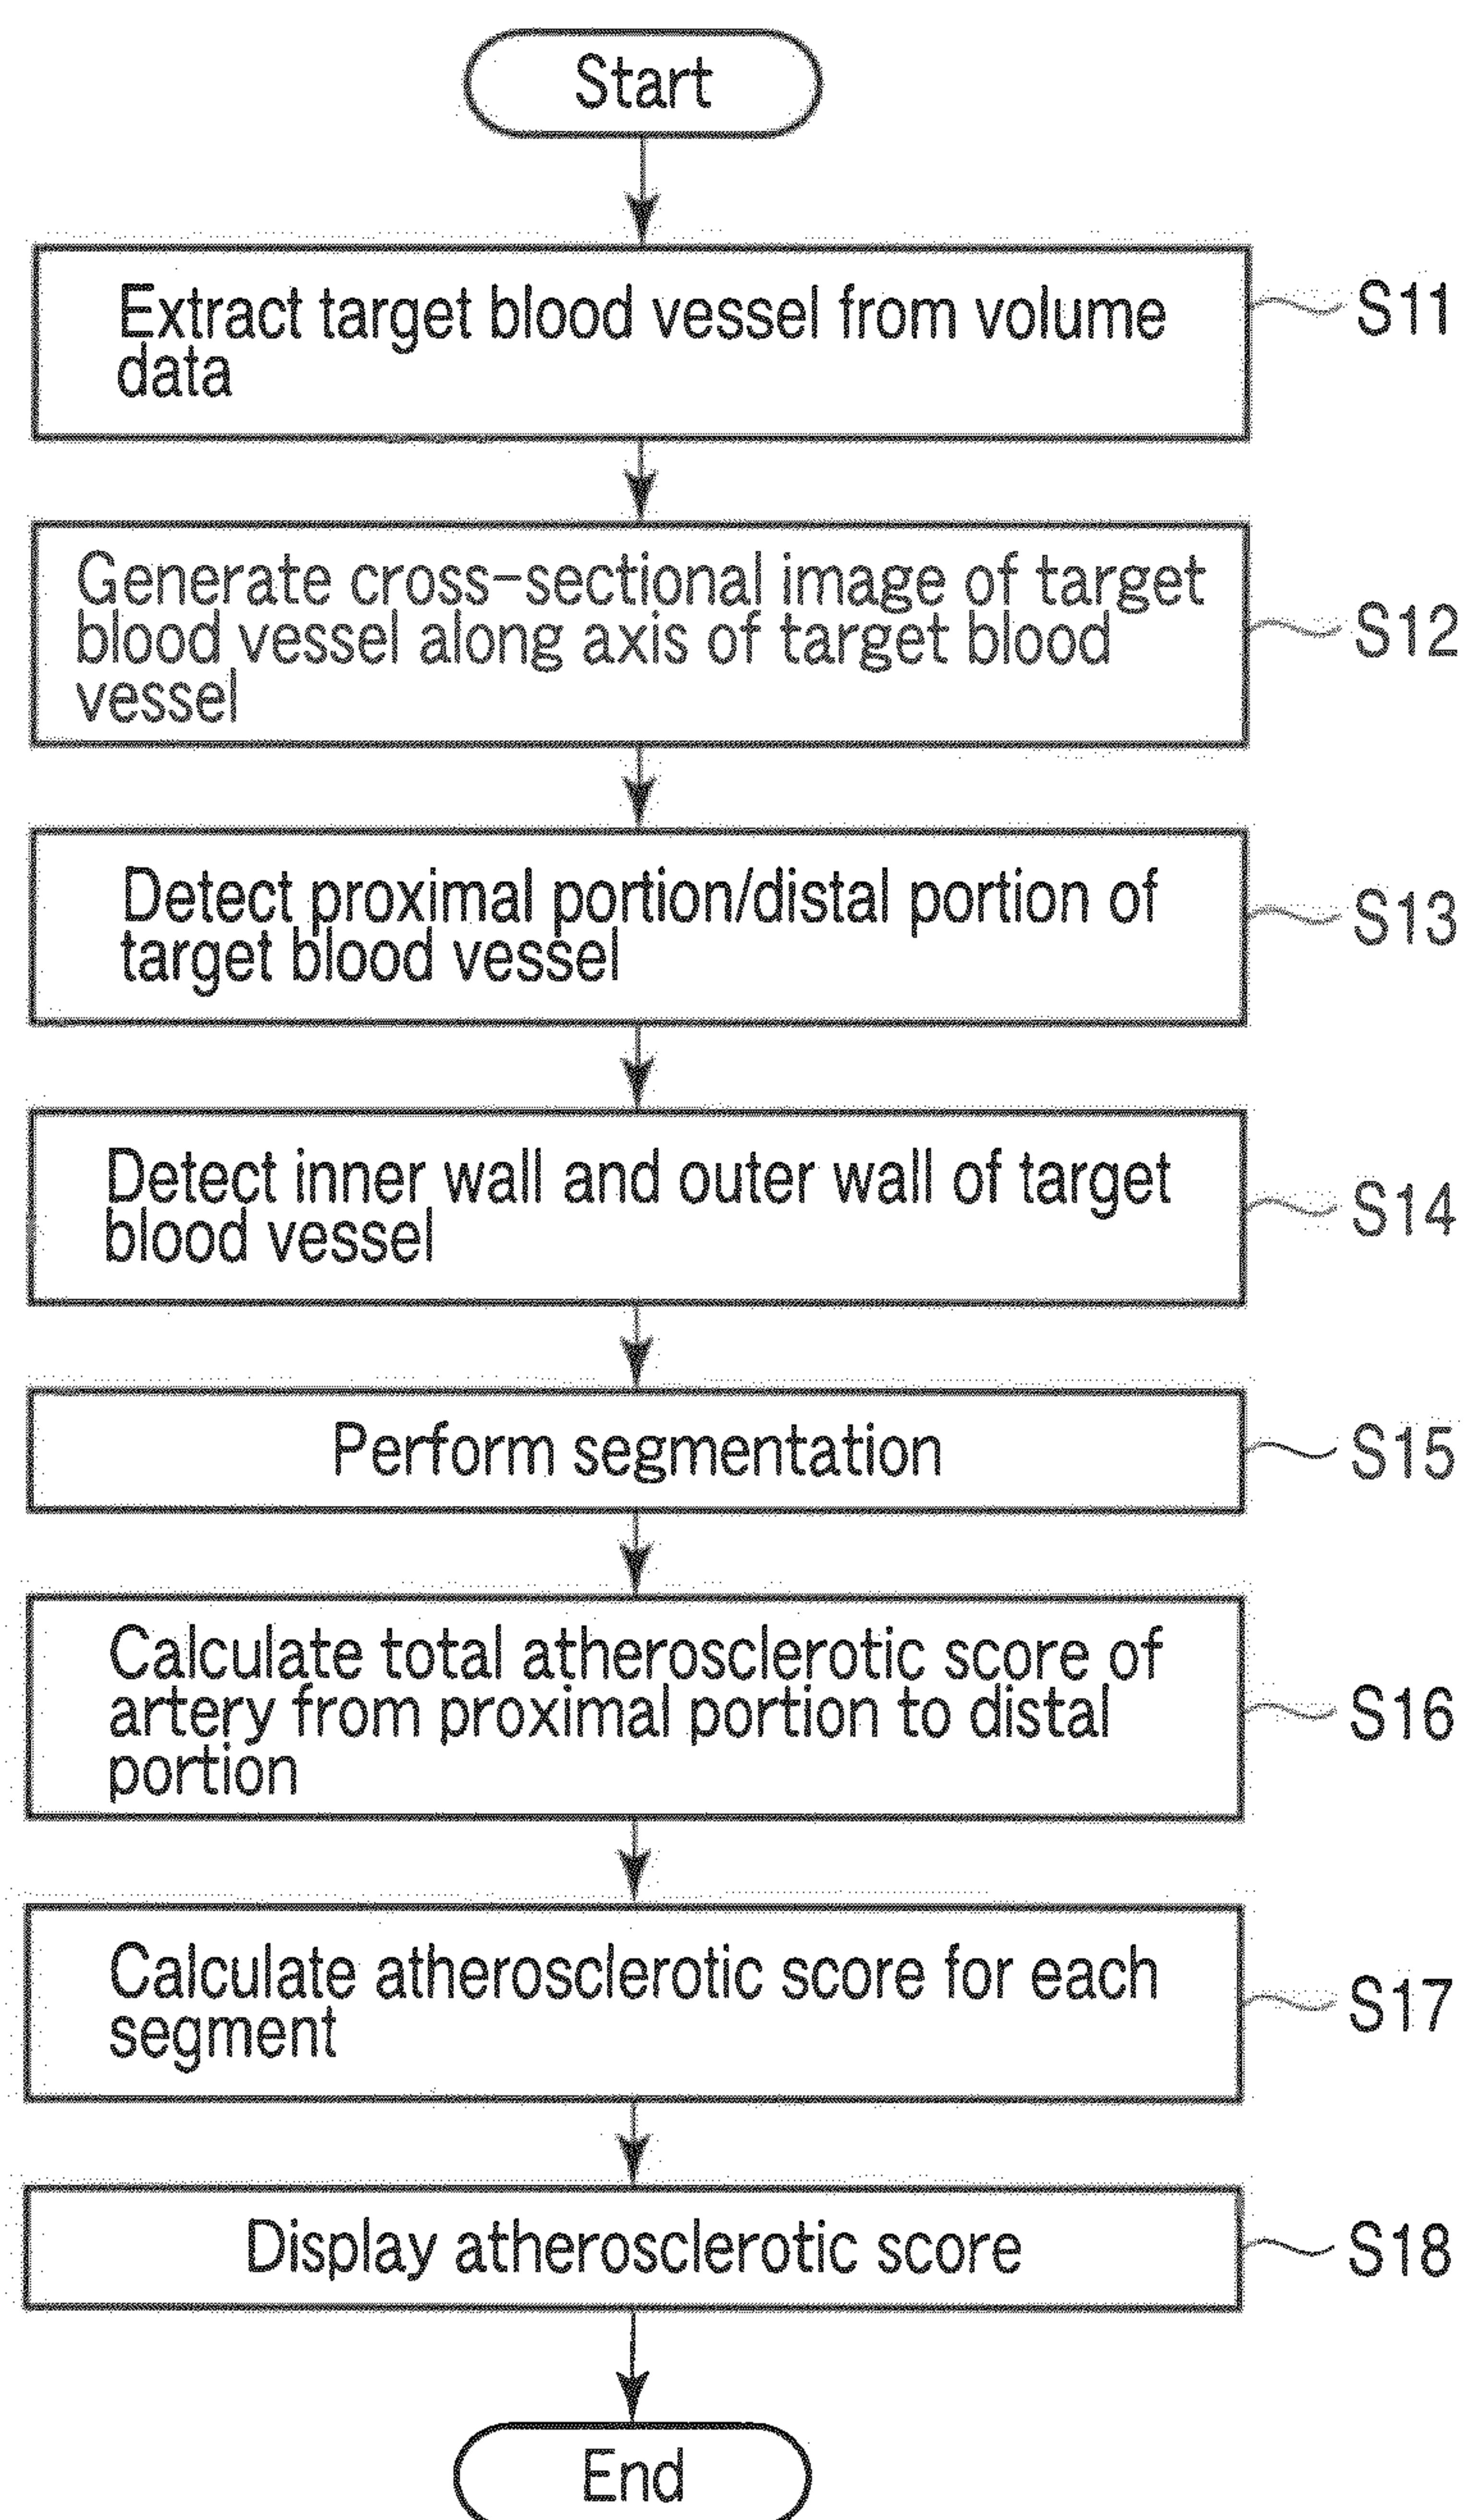 Start
Extract target blood vessel from volume
data
S11
Generate cross-sectional image of target
blood vessel along axis of target blood
vessel
S12
Detect proximal portion/distal portion of
target blood vessel
S13
Detect inner wall and outer wall of target
blood vessel
S14
Perform segmentation
S15
Calculate total atherosclerotic score of
artery from proximal portion to distal
portion
S16
Calculate atherosclerotic score for each
segment
S17
Display atherosclerotic score
S18
End